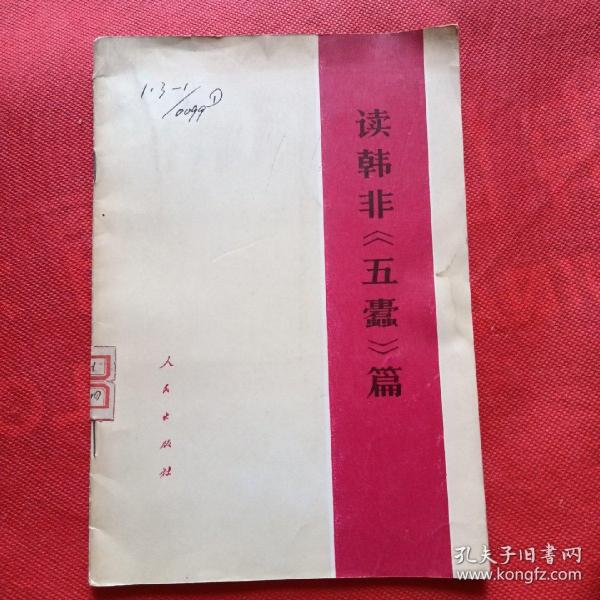 读韩非《五蠹》篇
1·3-1/0099①
人民出版社
孔夫子旧书网
www.kongfz.com